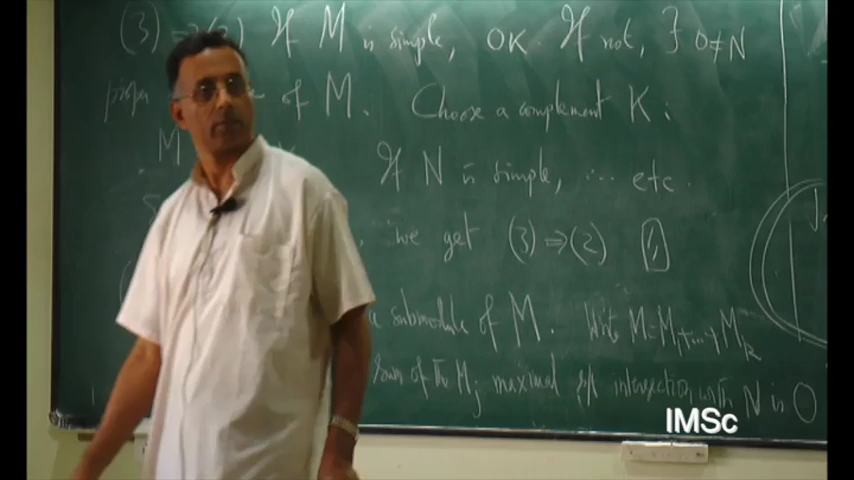 (3) ⇒ (2) If M is simple, OK. If not, ∃ 0≠N
proper of M. Choose a complement K:
M If N is simple, ... etc.
we get (3) ⇒ (2)
a submodule of M. Write M=M₁+...+Mₖ
sum of the Mⱼ maximal s.t. intersection with N is 0
IMSc